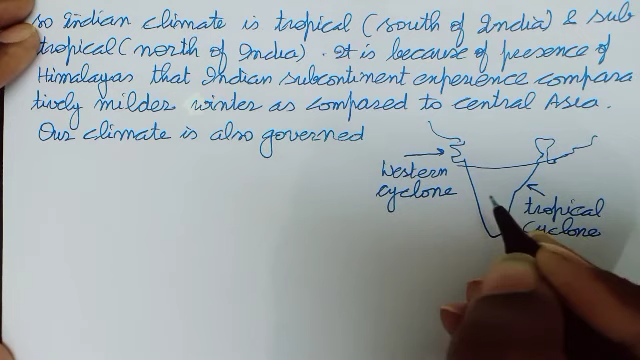 so Indian climate is tropical (south of India) & sub
tropical (north of India). It is because of presence of
Himalayas that Indian subcontinent experience compara
tively milder winter as compared to central Asia.
Our climate is also governed
Western
cyclone
tropical
cyclone